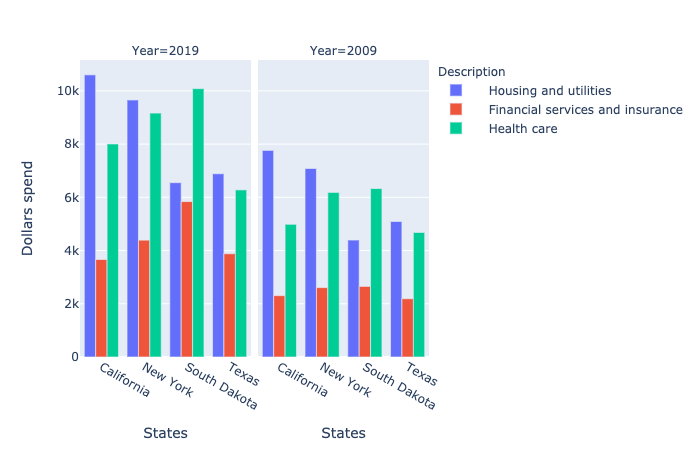 Year=2019
Year=2009
Description
Housing and utilities
Financial services and insurance
Health care
Dollars spend
10k
8k
6k
4k
2k
0
California
New York
South Dakota
Texas
California
New York
South Dakota
Texas
States
States